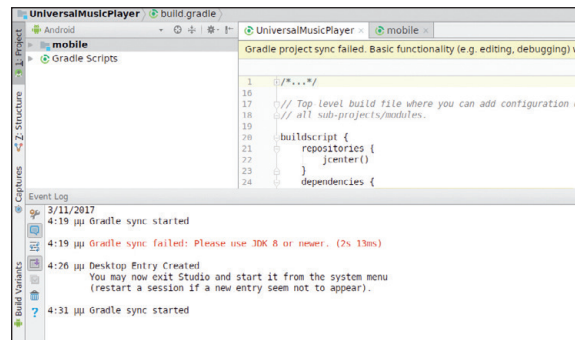 UniversalMusicPlayer build.gradle
Android
UniversalMusicPlayer mobile
1: Project
mobile
Gradle Scripts
Gradle project sync failed. Basic functionality (e.g. editing, debugging) w
1 /*...*/
16
17 // Top level build file where you can add configuration
18 // all sub-projects/modules.
19
20 buildscript {
21 repositories {
22 jcenter()
23 }
24 dependencies {
Z: Structure
Captures
Build Variants
Event Log
3/11/2017
4:19 μμ Gradle sync started
4:19 μμ Gradle sync failed: Please use JDK 8 or newer. (2s 13ms)
4:26 μμ Desktop Entry Created
You may now exit Studio and start it from the system menu
(restart a session if a new entry seem not to appear).
4:31 μμ Gradle sync started